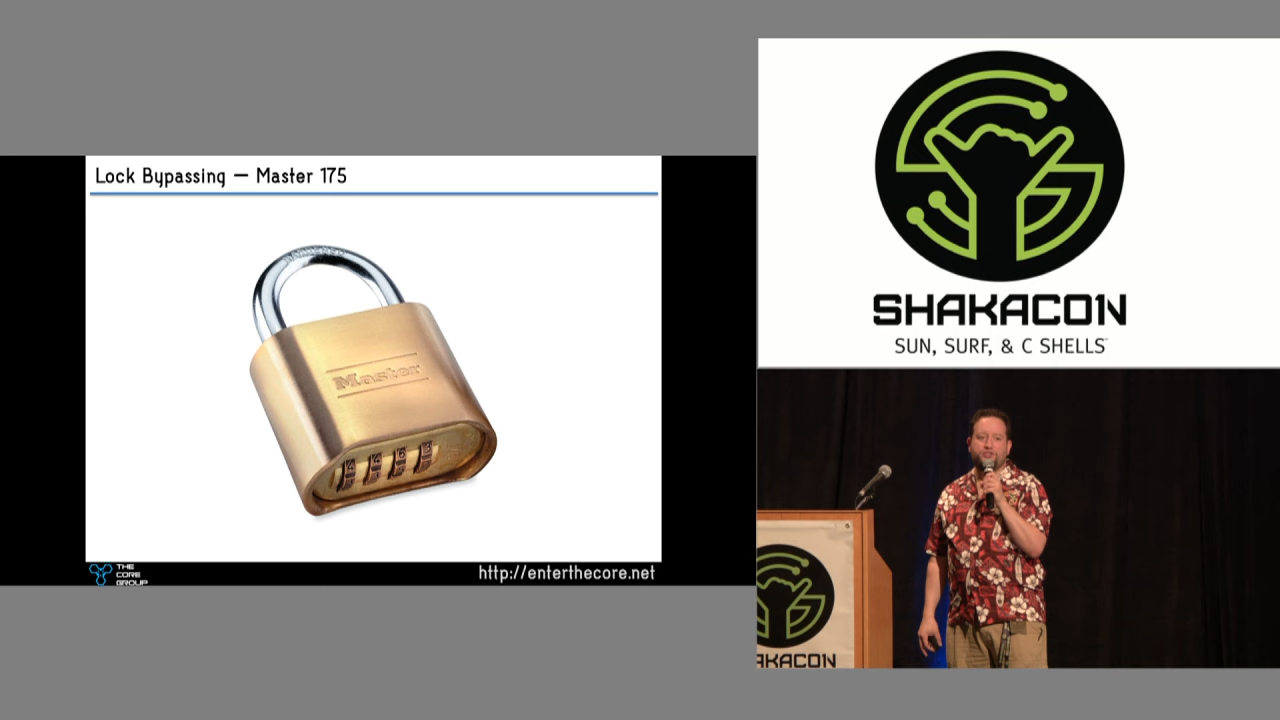 Lock Bypassing — Master 175
Master
THE
CORE
GROUP
http://enterthecore.net
SHAKACON
SUN, SURF, & C SHELLS
AKACON